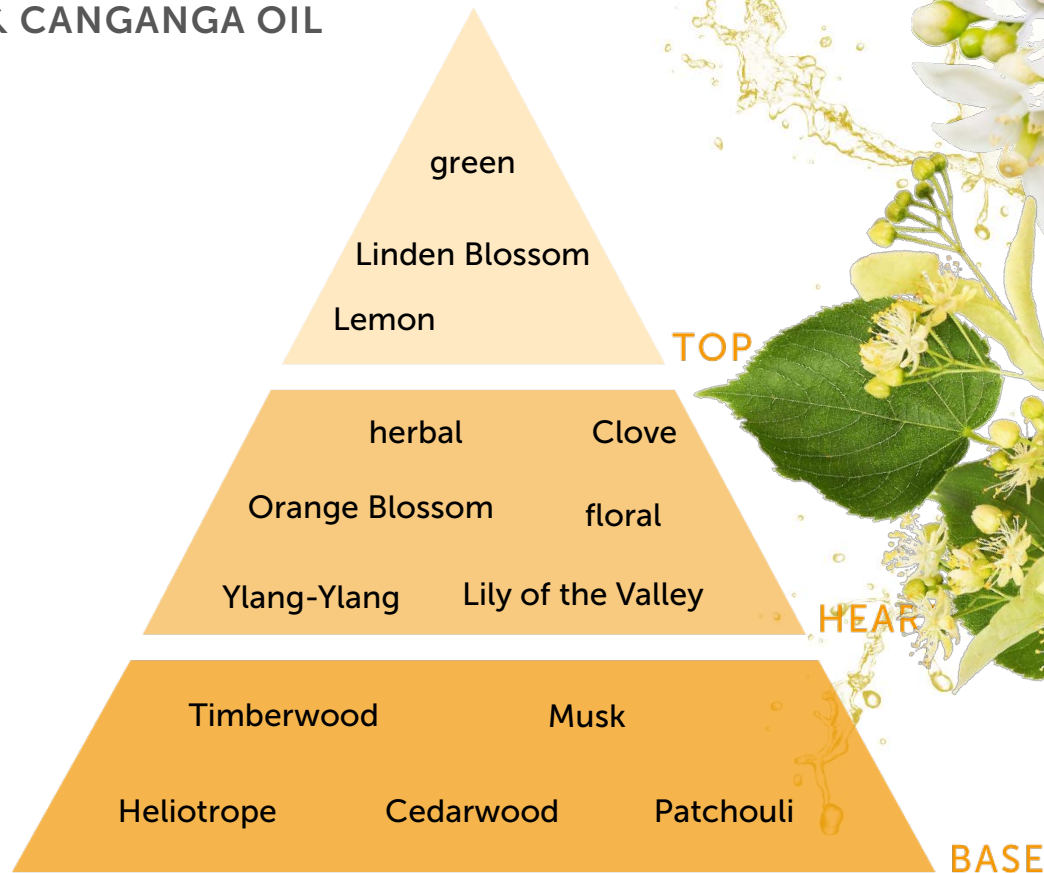 & CANGANGA OIL
green
Linden Blossom
Lemon
TOP
herbal Clove
Orange Blossom floral
Ylang-Ylang Lily of the Valley
HEAR
Timberwood Musk
Heliotrope Cedarwood Patchouli
BASE